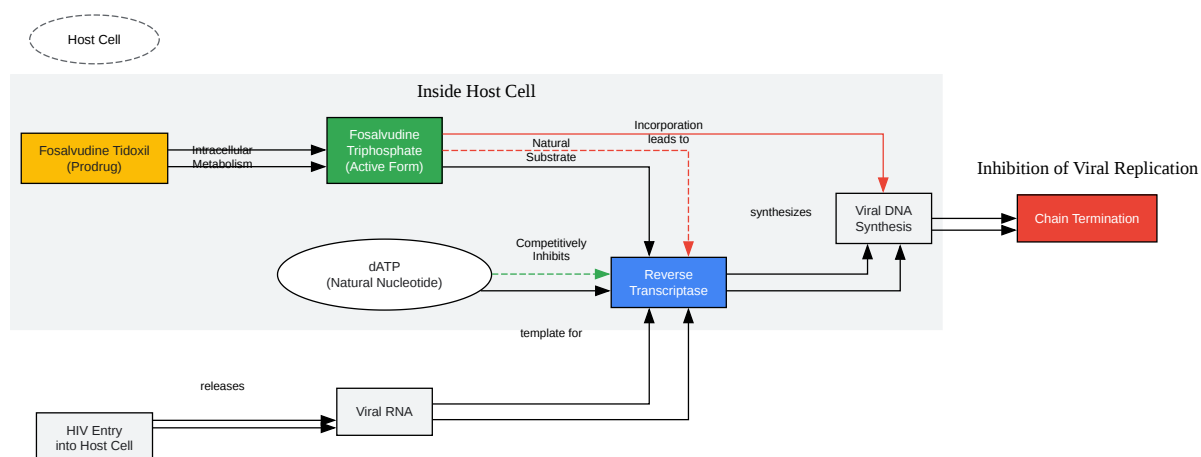 Host Cell
Inside Host Cell
Fosalvudine Tidoxil
(Prodrug)
Intracellular
Metabolism
Fosalvudine
Triphosphate
(Active Form)
Incorporation
leads to
Natural
Substrate
Inhibition of Viral Replication
Chain Termination
synthesizes
Viral DNA
Synthesis
Competitively
Inhibits
dATP
(Natural Nucleotide)
Reverse
Transcriptase
template for
releases
Viral RNA
HIV Entry
into Host Cell